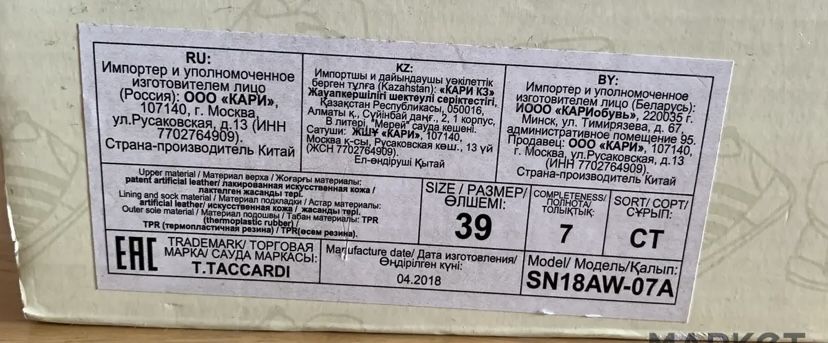 RU:
Импортер и уполномоченное
изготовителем лицо
(Россия): ООО «КАРИ»,
107140, г. Москва,
ул.Русаковская, д.13 (ИНН
7702764909).
Страна-производитель Китай
KZ:
Импортшы и дайындаушы уәкілеттік
берген тұлға (Kazahstan): «КАРИ КЗ»
Жауапкершілігі шектеулі серіктестігі,
Қазақстан Республикасы, 050016,
Алматы қ., Сүйінбай даң., 2, 1 корпус,
В литері, "Мерей" сауда кешені.
Сатушы: ЖШҚ «КАРИ», 107140,
Москва к-сы, Русаковская көш., 13 үй
(ЖСН 7702764909).
Ел-өндіруші Қытай
BY:
Импортер и уполномоченное
изготовителем лицо (Беларусь):
ИООО «КАРИобувь», 220035 г.
Минск, ул. Тимирязева, д. 67,
административное помещение 95.
Продавец: ООО «КАРИ», 107140,
г. Москва, ул.Русаковская, д.13
(ИНН 7702764909).
Страна-производитель Китай
Upper material / Материал верха / Жоғарғы материалы:
patent artificial leather/ лакированная искусственная кожа /
лактелген жасанды тері.
Lining and sock material / Материал подкладки / Астар материалы:
artificial leather/ искусственная кожа / жасанды тері.
Outer sole material / Материал подошвы / Табан материалы: TPR
(thermoplastic rubber) /
TPR (термопластичная резина) / TPR(өсем резина).
SIZE / РАЗМЕР/
ӨЛШЕМІ:
39
COMPLETENESS/
ПОЛНОТА/
ТОЛЫҚТЫҚ:
7
SORT/ СОРТ/
СҰРЫП:
СТ
EAC
TRADEMARK/ ТОРГОВАЯ
МАРКА/ САУДА МАРКАСЫ:
T.TACCARDI
Manufacture date/ Дата изготовления/
Өндірілген күні:
04.2018
Model/ Модель/Қалып:
SN18AW-07A
МАРКЕТ